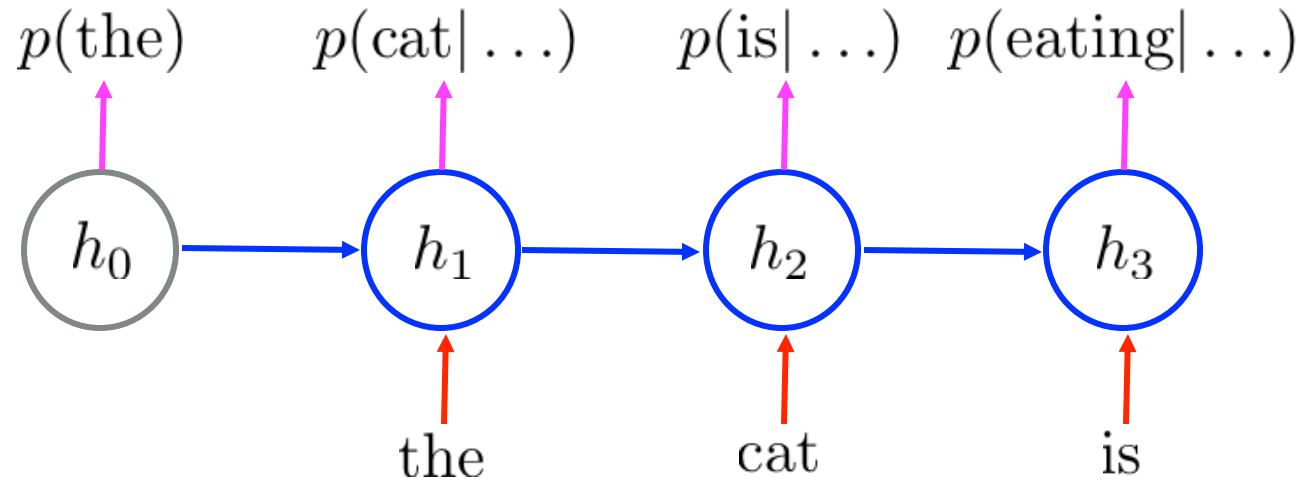 p(the) p(cat| ...) p(is| ...) p(eating| ...)
h₀ h₁ h₂ h₃
the cat is